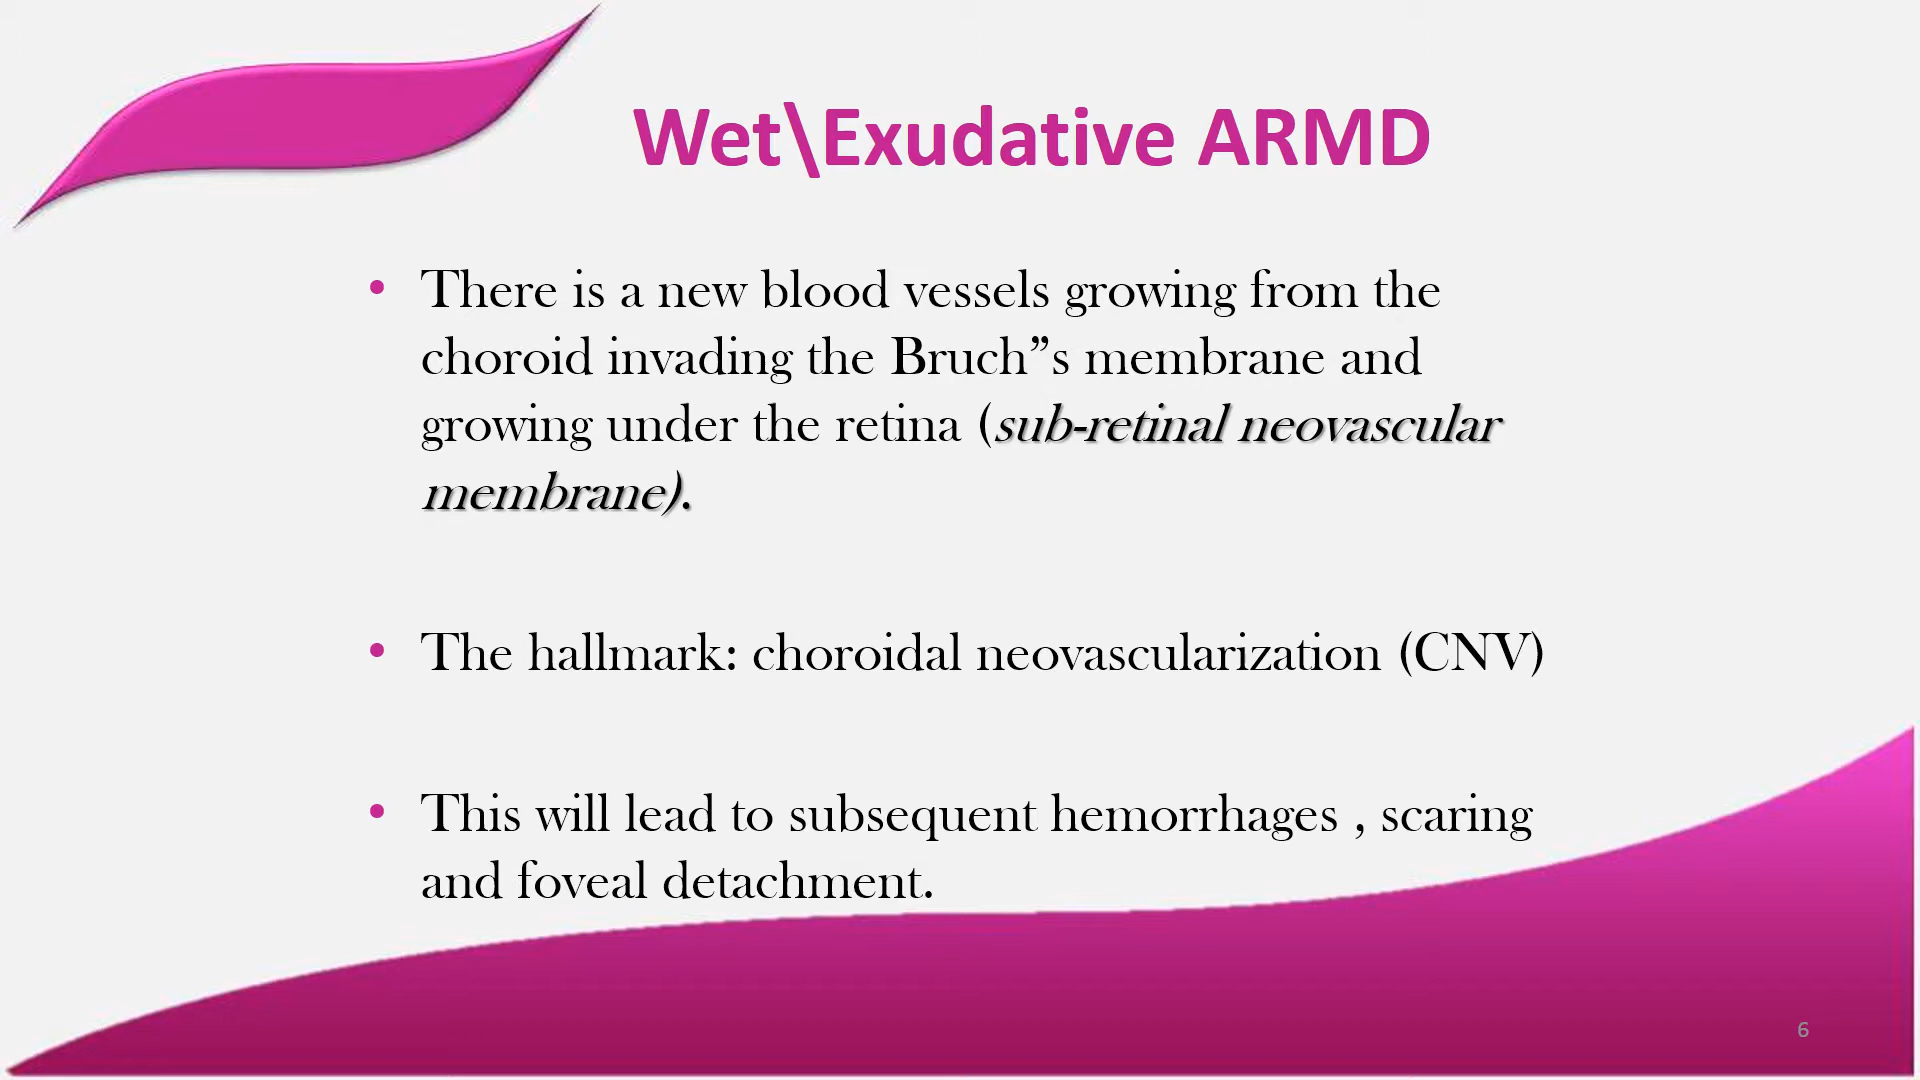 Wet\Exudative ARMD
• There is a new blood vessels growing from the
choroid invading the Bruch”s membrane and
growing under the retina (sub-retinal neovascular
membrane).
• The hallmark: choroidal neovascularization (CNV)
• This will lead to subsequent hemorrhages , scaring
and foveal detachment.
6